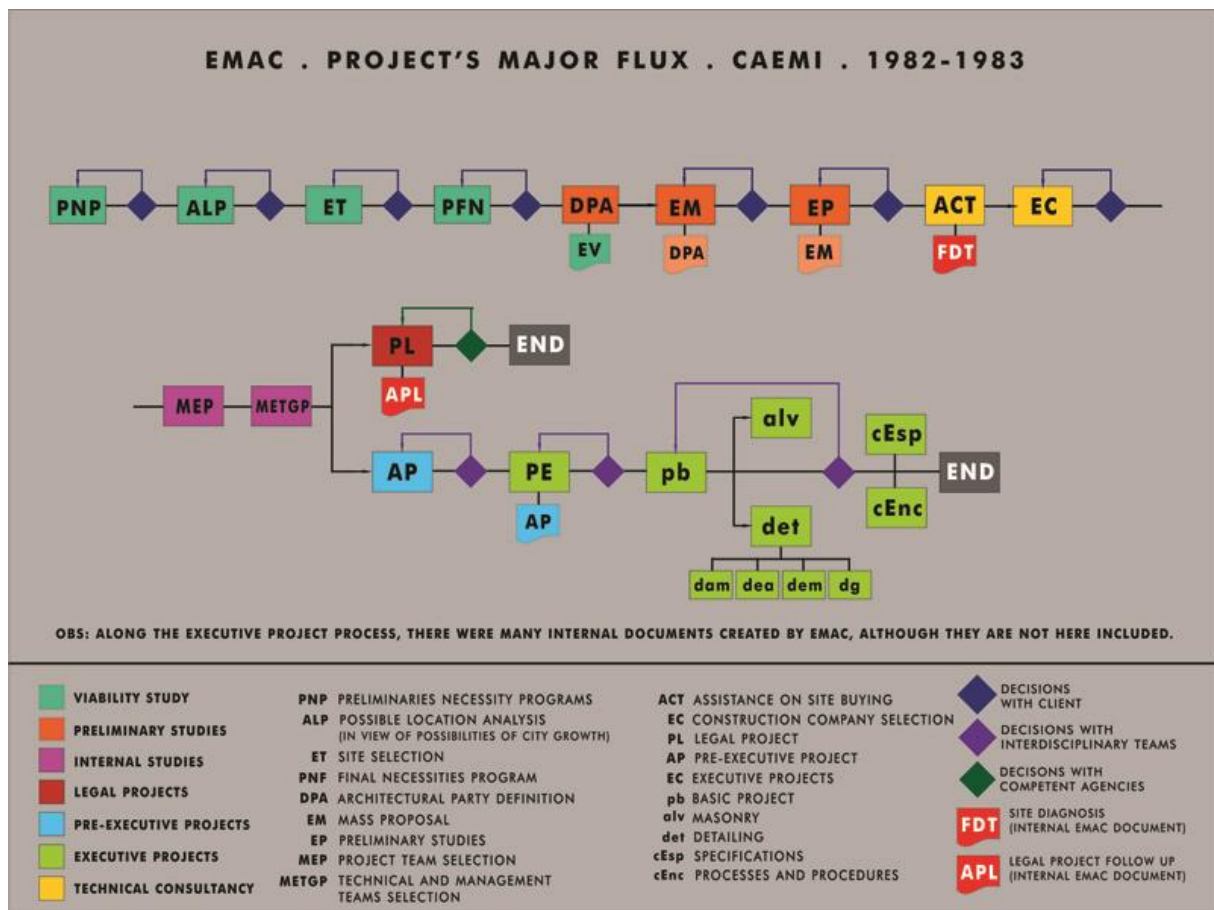 EMAC . PROJECT'S MAJOR FLUX . CAEMI . 1982-1983
PNP ALP ET PFN DPA EM EP ACT EC
EV DPA EM FDT
PL END
APL
MEP METGP
alv
cEsp
AP PE pb END
cEnc
AP
det
dam dea dem dg
OBS: ALONG THE EXECUTIVE PROJECT PROCESS, THERE WERE MANY INTERNAL DOCUMENTS CREATED BY EMAC, ALTHOUGH THEY ARE NOT HERE INCLUDED.
VIABILITY STUDY
PRELIMINARY STUDIES
INTERNAL STUDIES
LEGAL PROJECTS
PRE-EXECUTIVE PROJECTS
EXECUTIVE PROJECTS
TECHNICAL CONSULTANCY
PNP PRELIMINARIES NECESSITY PROGRAMS
ALP POSSIBLE LOCATION ANALYSIS
(IN VIEW OF POSSIBILITIES OF CITY GROWTH)
ET SITE SELECTION
PNF FINAL NECESSITIES PROGRAM
DPA ARCHITECTURAL PARTY DEFINITION
EM MASS PROPOSAL
EP PRELIMINARY STUDIES
MEP PROJECT TEAM SELECTION
METGP TECHNICAL AND MANAGEMENT
TEAMS SELECTION
ACT ASSISTANCE ON SITE BUYING
EC CONSTRUCTION COMPANY SELECTION
PL LEGAL PROJECT
AP PRE-EXECUTIVE PROJECT
EC EXECUTIVE PROJECTS
pb BASIC PROJECT
alv MASONRY
det DETAILING
cEsp SPECIFICATIONS
cEnc PROCESSES AND PROCEDURES
DECISIONS
WITH CLIENT
DECISIONS WITH
INTERDISCIPLINARY TEAMS
DECISONS WITH
COMPETENT AGENCIES
FDT SITE DIAGNOSIS
(INTERNAL EMAC DOCUMENT)
APL LEGAL PROJECT FOLLOW UP
(INTERNAL EMAC DOCUMENT)